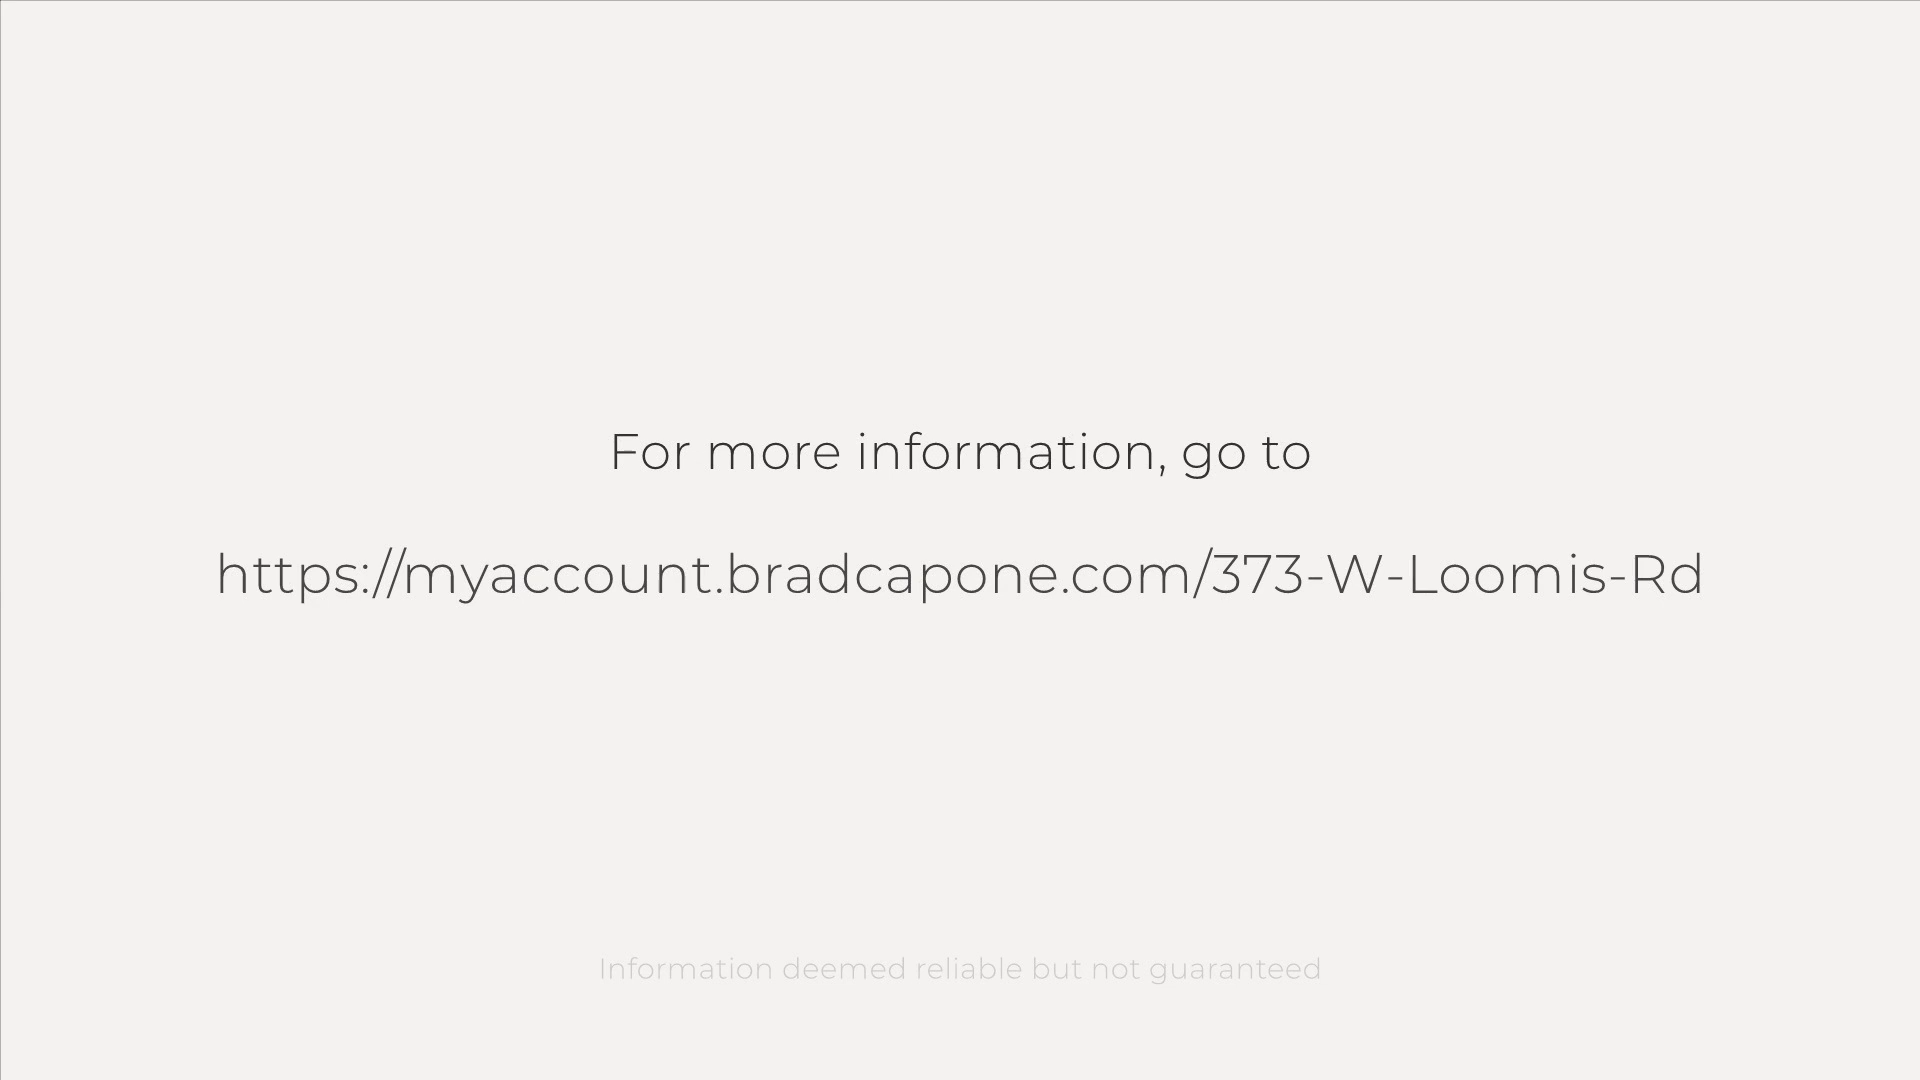 For more information, go to
https://myaccount.bradcapone.com/373-W-Loomis-Rd
Information deemed reliable but not guaranteed